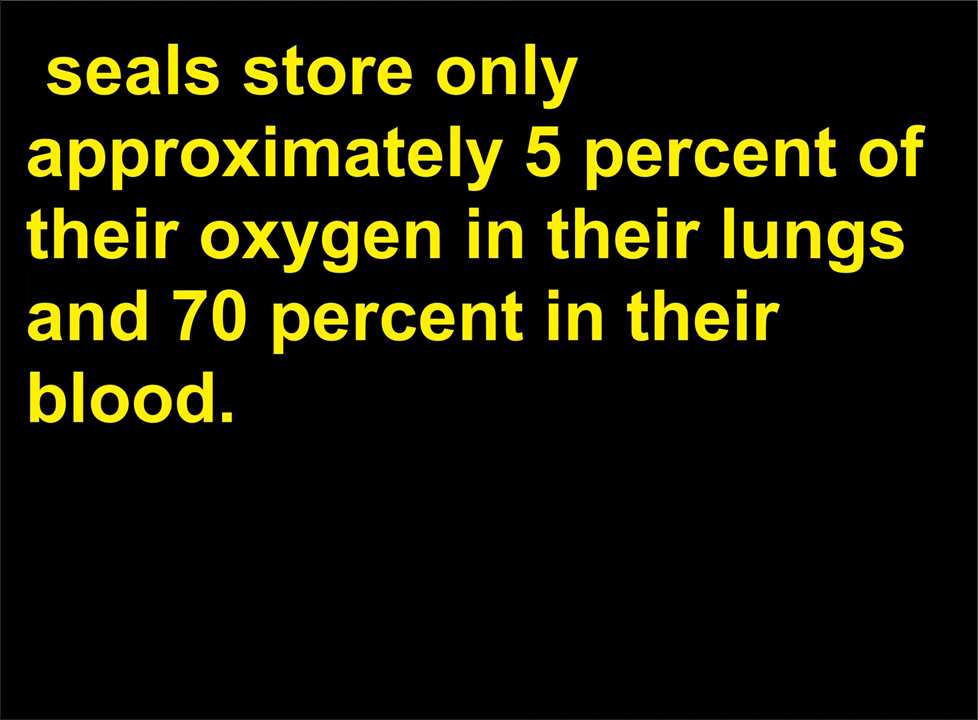 seals store only
approximately 5 percent of
their oxygen in their lungs
and 70 percent in their
blood.